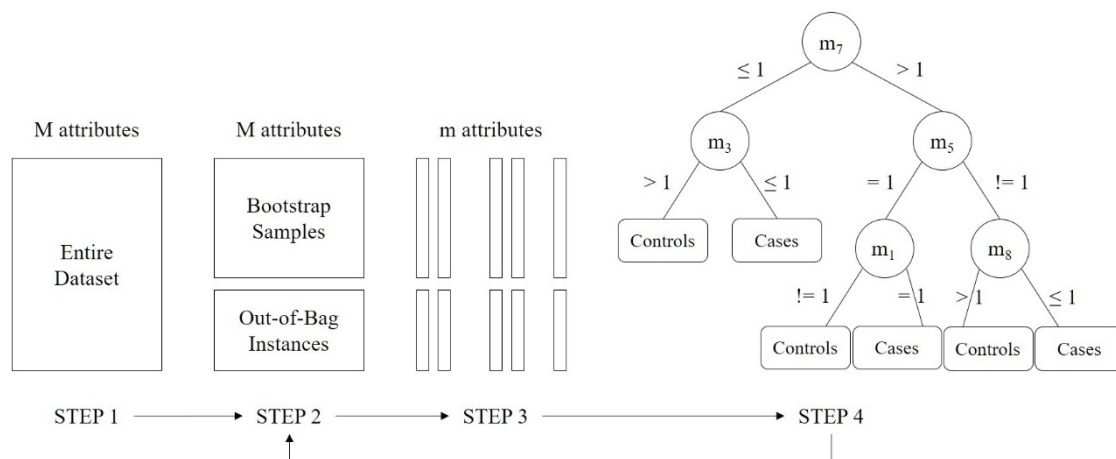 M attributes
M attributes
m attributes
Entire
Dataset
Bootstrap
Samples
Out-of-Bag
Instances
m₇
≤ 1
> 1
m₃
m₅
> 1
≤ 1
= 1
!= 1
Controls
Cases
m₁
m₈
!= 1
= 1
> 1
≤ 1
Controls
Cases
Controls
Cases
STEP 1
STEP 2
STEP 3
STEP 4